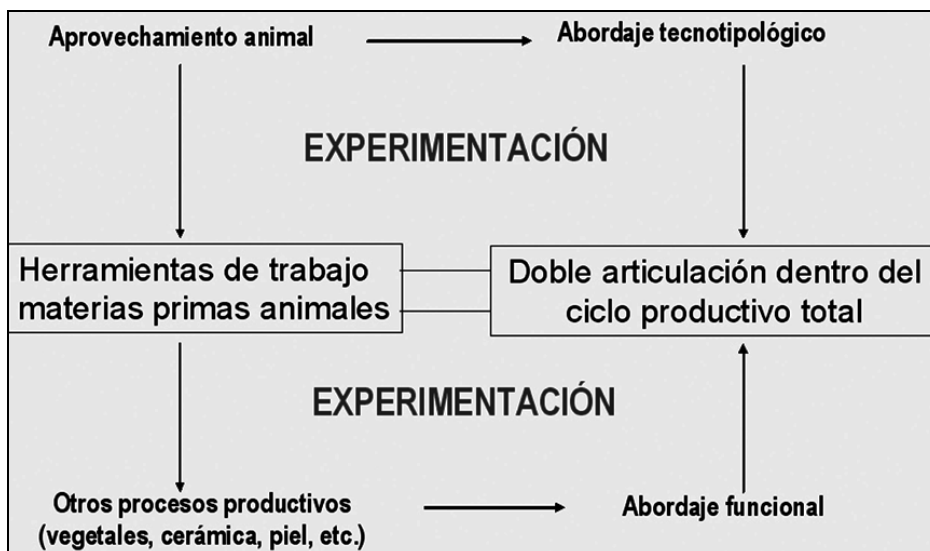 Aprovechamiento animal
Abordaje tecnotipológico
EXPERIMENTACIÓN
Herramientas de trabajo
materias primas animales
Doble articulación dentro del
ciclo productivo total
EXPERIMENTACIÓN
Otros procesos productivos
(vegetales, cerámica, piel, etc.)
Abordaje funcional